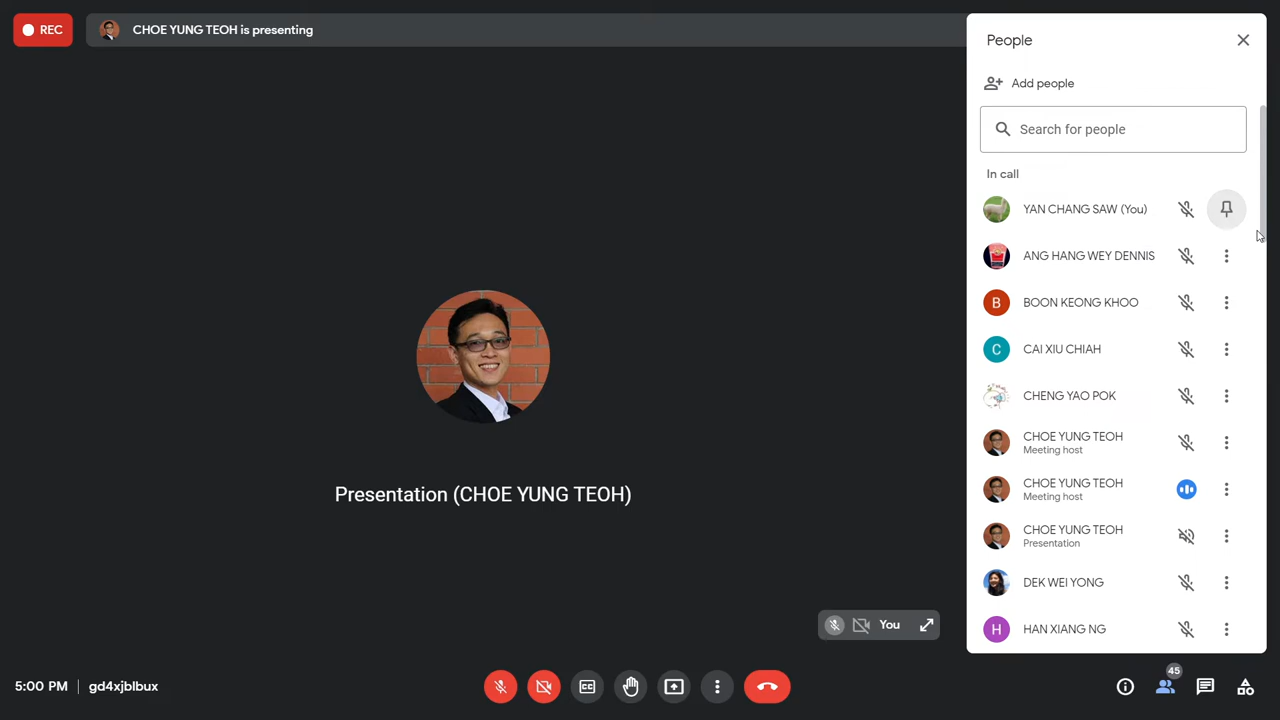 REC
CHOE YUNG TEOH is presenting
People
Add people
Search for people
In call
YAN CHANG SAW (You)
ANG HANG WEY DENNIS
B
BOON KEONG KHOO
C
CAI XIU CHIAH
CHENG YAO POK
CHOE YUNG TEOH
Meeting host
CHOE YUNG TEOH
Meeting host
CHOE YUNG TEOH
Presentation
DEK WEI YONG
H
HAN XIANG NG
Presentation (CHOE YUNG TEOH)
You
5:00 PM | gd4xjblbux
45